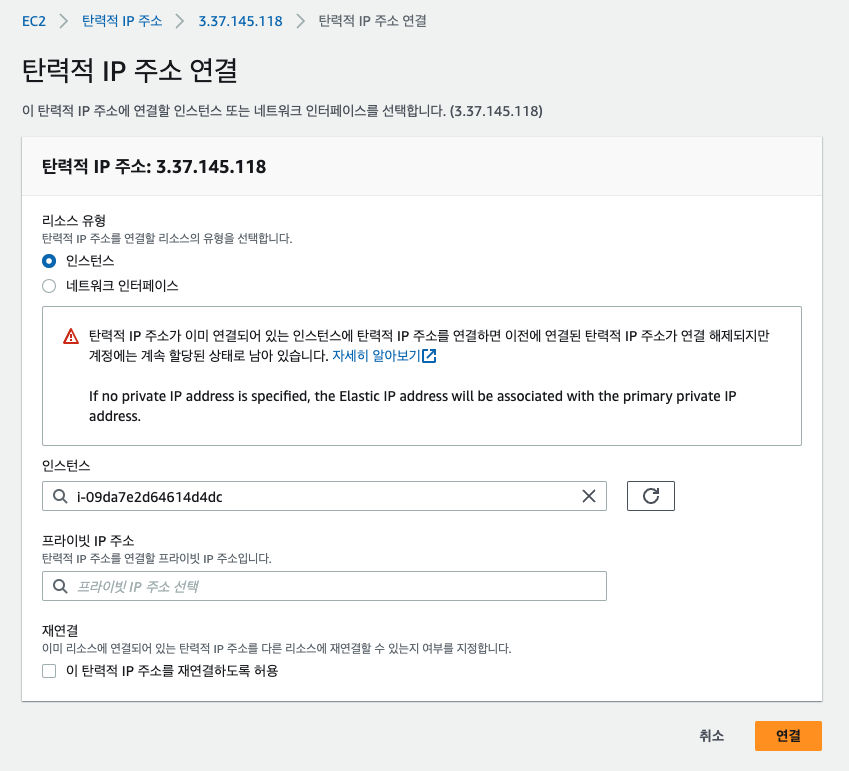 EC2 > 탄력적 IP 주소 > 3.37.145.118 > 탄력적 IP 주소 연결
탄력적 IP 주소 연결
이 탄력적 IP 주소에 연결할 인스턴스 또는 네트워크 인터페이스를 선택합니다. (3.37.145.118)
탄력적 IP 주소: 3.37.145.118
리소스 유형
탄력적 IP 주소를 연결할 리소스의 유형을 선택합니다.
인스턴스
네트워크 인터페이스
탄력적 IP 주소가 이미 연결되어 있는 인스턴스에 탄력적 IP 주소를 연결하면 이전에 연결된 탄력적 IP 주소가 연결 해제되지만
계정에는 계속 할당된 상태로 남아 있습니다. 자세히 알아보기
If no private IP address is specified, the Elastic IP address will be associated with the primary private IP
address.
인스턴스
i-09da7e2d64614d4dc
프라이빗 IP 주소
탄력적 IP 주소를 연결할 프라이빗 IP 주소입니다.
프라이빗 IP 주소 선택
재연결
이미 리소스에 연결되어 있는 탄력적 IP 주소를 다른 리소스에 재연결할 수 있는지 여부를 지정합니다.
이 탄력적 IP 주소를 재연결하도록 허용
취소 연결